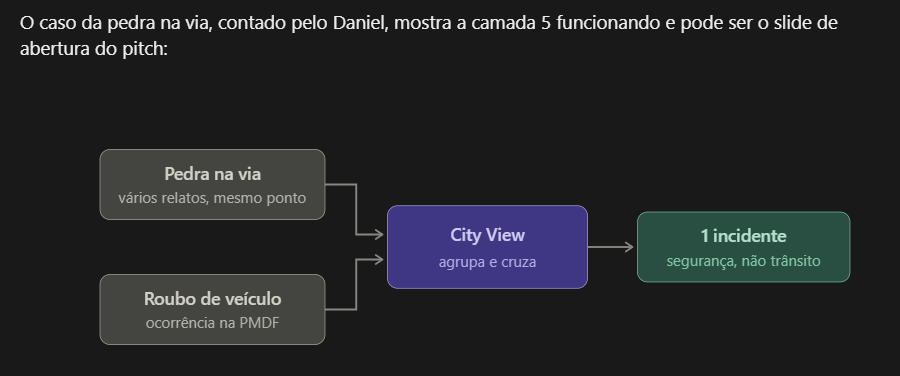 O caso da pedra na via, contado pelo Daniel, mostra a camada 5 funcionando e pode ser o slide de
abertura do pitch:
Pedra na via
vários relatos, mesmo ponto
Roubo de veículo
ocorrência na PMDF
City View
agrupa e cruza
1 incidente
segurança, não trânsito